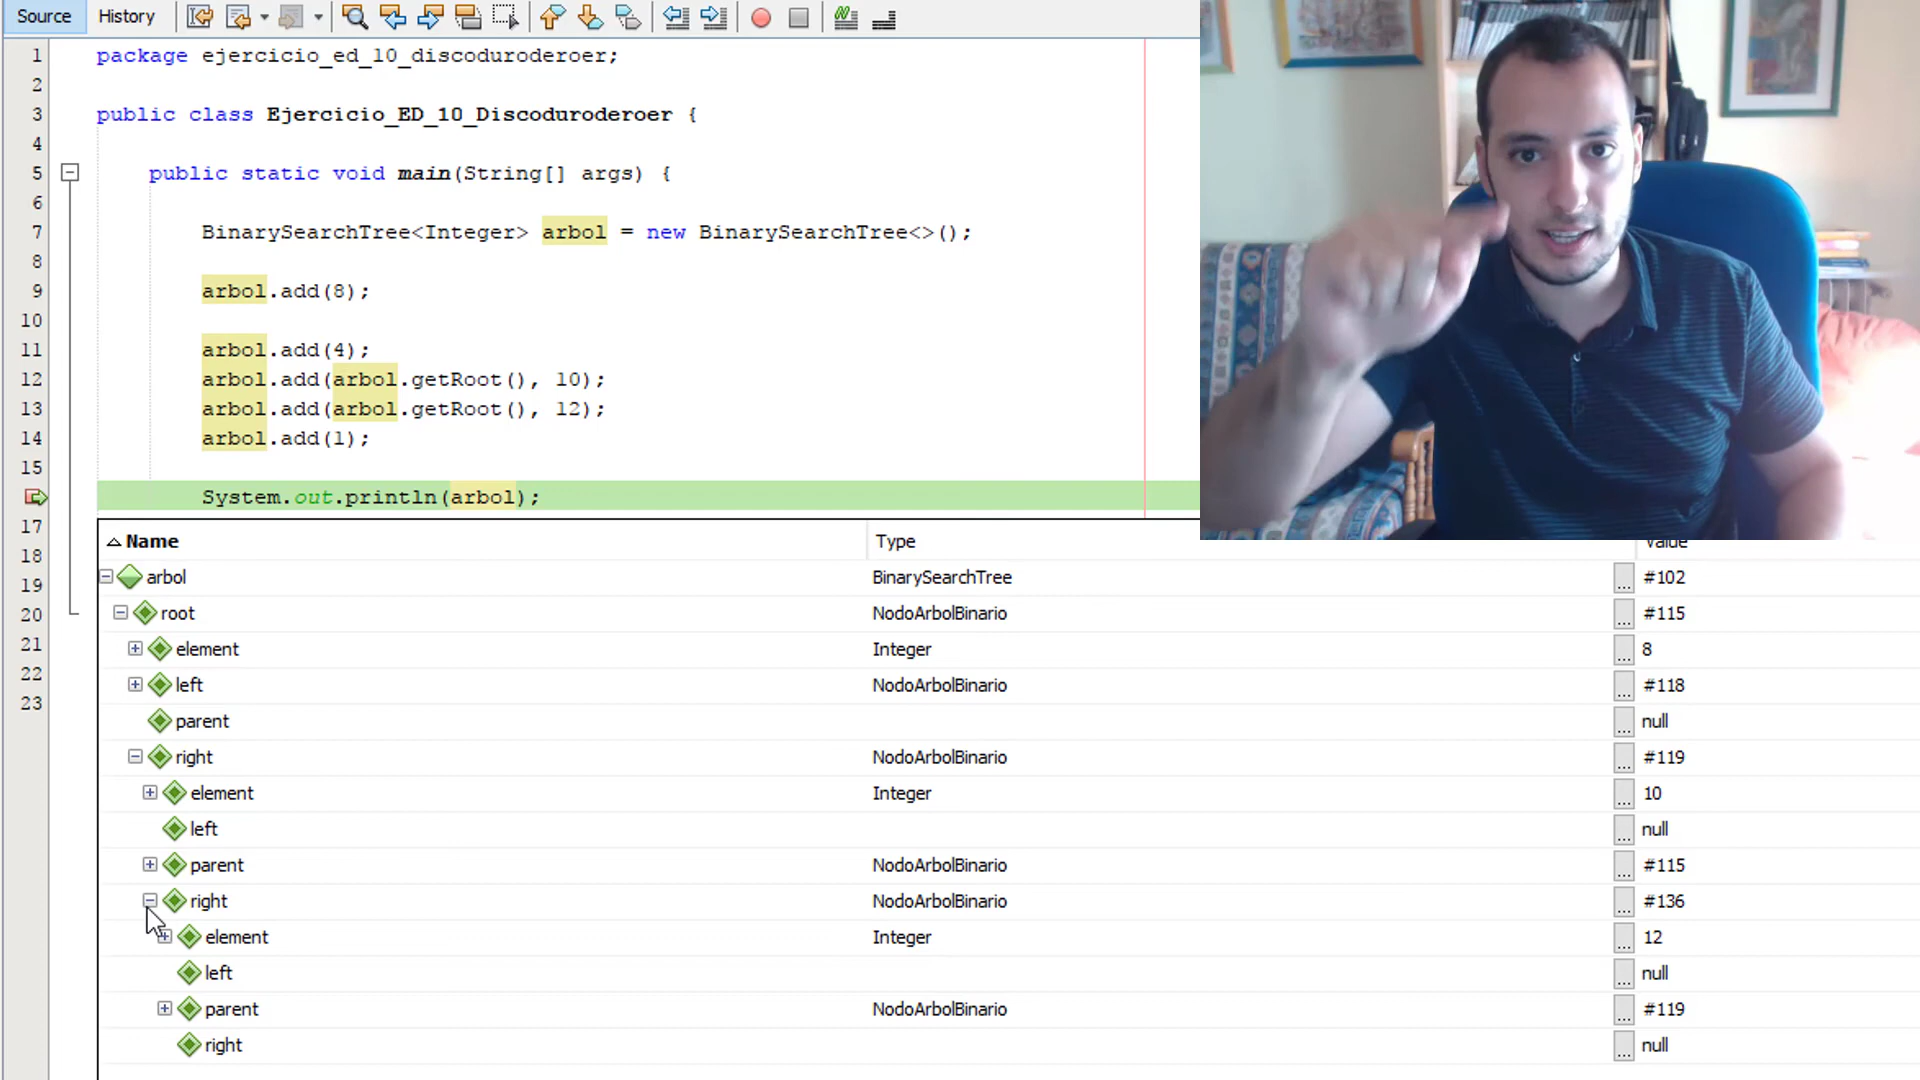 Source History
1 package ejercicio_ed_10_discoduroderoer;
2
3 public class Ejercicio_ED_10_Discoduroderoer {
4
5 public static void main(String[] args) {
6
7 BinarySearchTree<Integer> arbol = new BinarySearchTree<>();
8
9 arbol.add(8);
10
11 arbol.add(4);
12 arbol.add(arbol.getRoot(), 10);
13 arbol.add(arbol.getRoot(), 12);
14 arbol.add(1);
15
System.out.println(arbol);
17
18
19
20
21
22
23
Name Type Value
arbol BinarySearchTree ... #102
root NodoArbolBinario ... #115
element Integer ... 8
left NodoArbolBinario ... #118
parent ... null
right NodoArbolBinario ... #119
element Integer ... 10
left ... null
parent NodoArbolBinario ... #115
right NodoArbolBinario ... #136
element Integer ... 12
left ... null
parent NodoArbolBinario ... #119
right ... null